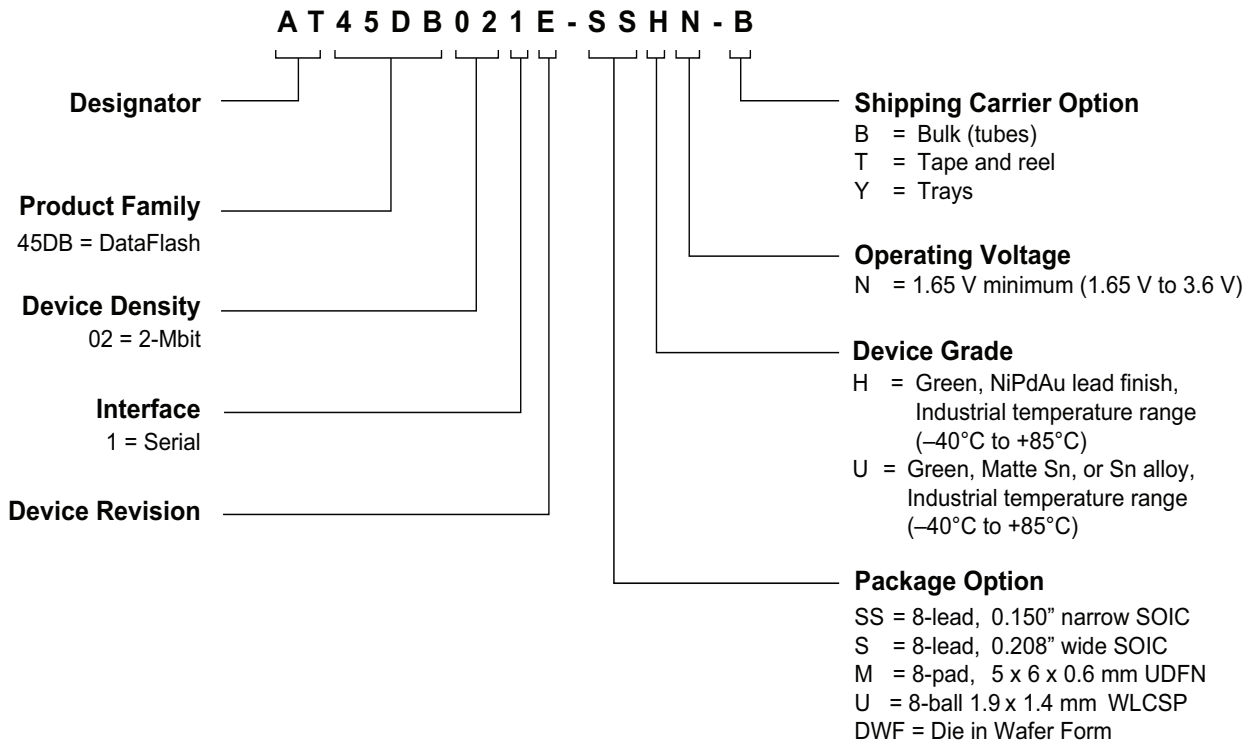 A T 4 5 D B 0 2 1 E - S S H N - B
Designator
Product Family
45DB = DataFlash
Device Density
02 = 2-Mbit
Interface
1 = Serial
Device Revision
Shipping Carrier Option
B = Bulk (tubes)
T = Tape and reel
Y = Trays
Operating Voltage
N = 1.65 V minimum (1.65 V to 3.6 V)
Device Grade
H = Green, NiPdAu lead finish,
Industrial temperature range
(–40°C to +85°C)
U = Green, Matte Sn, or Sn alloy,
Industrial temperature range
(–40°C to +85°C)
Package Option
SS = 8-lead, 0.150” narrow SOIC
S = 8-lead, 0.208” wide SOIC
M = 8-pad, 5 x 6 x 0.6 mm UDFN
U = 8-ball 1.9 x 1.4 mm WLCSP
DWF = Die in Wafer Form